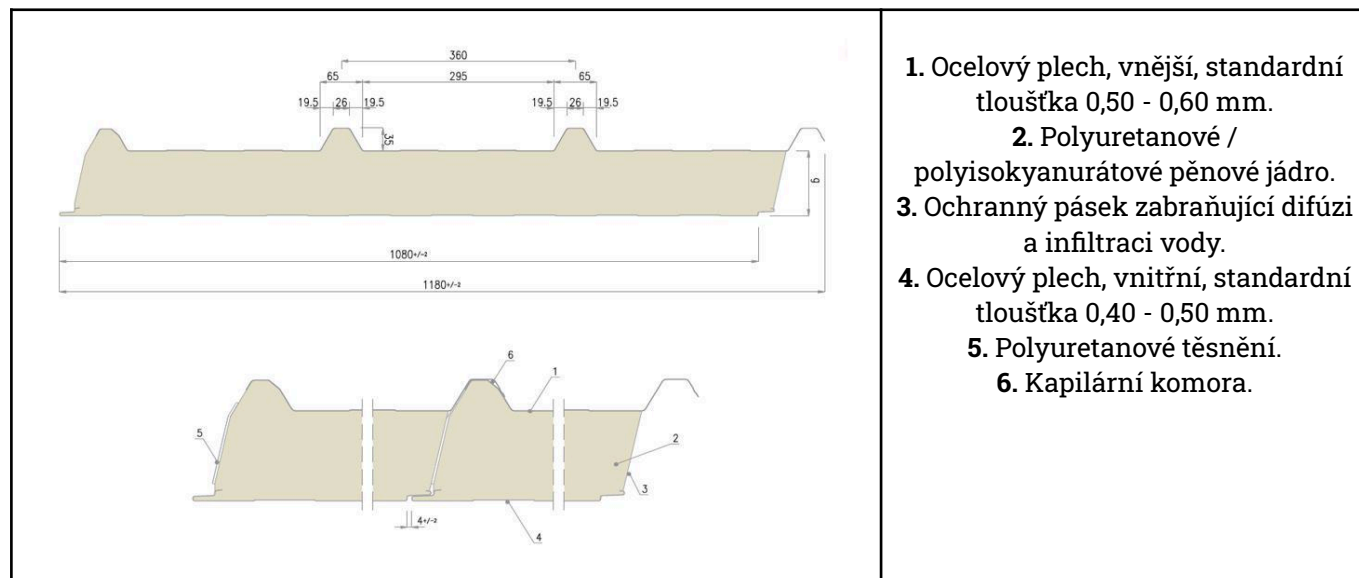 360
65 295 65
19.5 26 19.5 19.5 26 19.5
35
g
1080+/-2
1180+/-2
6
1
5
2
3
4+/-2
4
1. Ocelový plech, vnější, standardní
tloušťka 0,50 - 0,60 mm.
2. Polyuretanové /
polyisokyanurátové pěnové jádro.
3. Ochranný pásek zabraňující difúzi
a infiltraci vody.
4. Ocelový plech, vnitřní, standardní
tloušťka 0,40 - 0,50 mm.
5. Polyuretanové těsnění.
6. Kapilární komora.